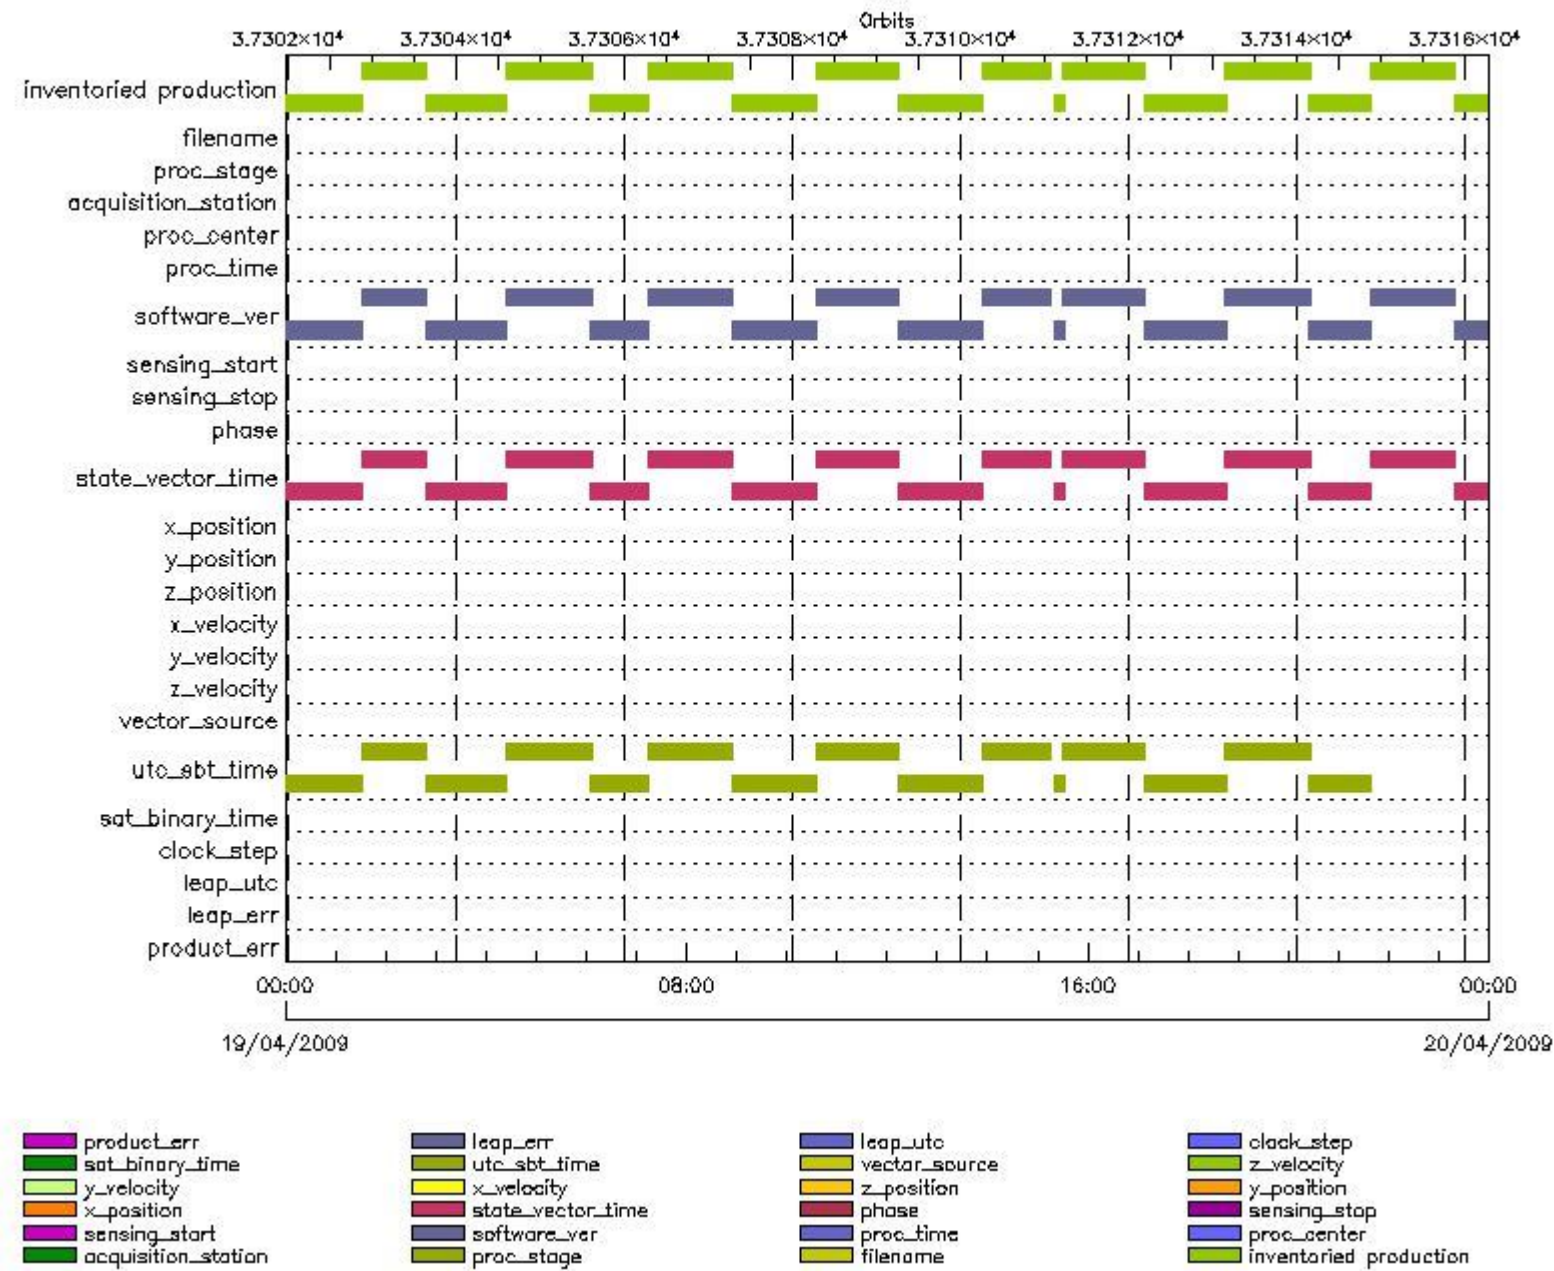 Orbits
3.7302×10⁴ 3.7304×10⁴ 3.7306×10⁴ 3.7308×10⁴ 3.7310×10⁴ 3.7312×10⁴ 3.7314×10⁴ 3.7316×10⁴
inventoried production
filename
proc_stage
acquisition_station
proc_center
proc_time
software_ver
sensing_start
sensing_stop
phase
state_vector_time
x_position
y_position
z_position
x_velocity
y_velocity
z_velocity
vector_source
utc_sbt_time
sat_binary_time
clock_step
leap_utc
leap_err
product_err
00:00 08:00 16:00 00:00
19/04/2009 20/04/2009
product_err leap_err leap_utc clock_step
sat_binary_time utc_sbt_time vector_source z_velocity
y_velocity x_velocity z_position y_position
x_position state_vector_time phase sensing_stop
sensing_start software_ver proc_time proc_center
acquisition_station proc_stage filename inventoried production